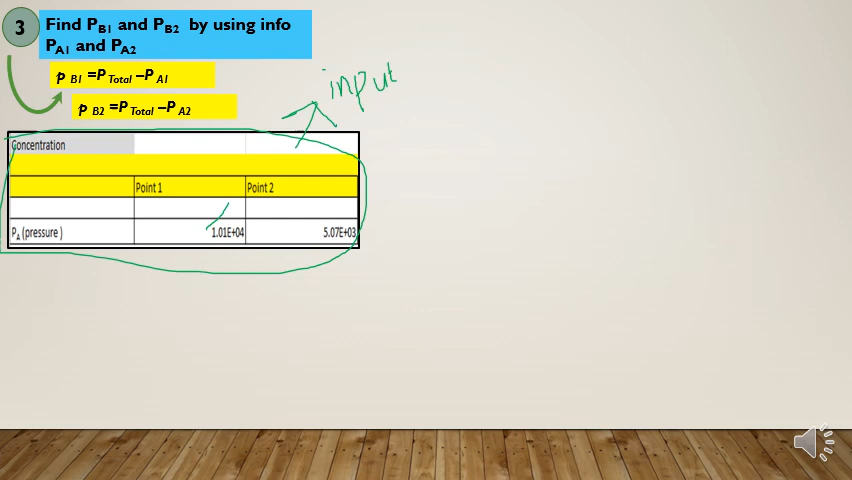 3
Find PB1 and PB2 by using info
PA1 and PA2
p B1 =P Total –P A1
p B2 =P Total –P A2
input
Concentration
Point 1 Point 2
PA (pressure ) 1.01E+04 5.07E+03